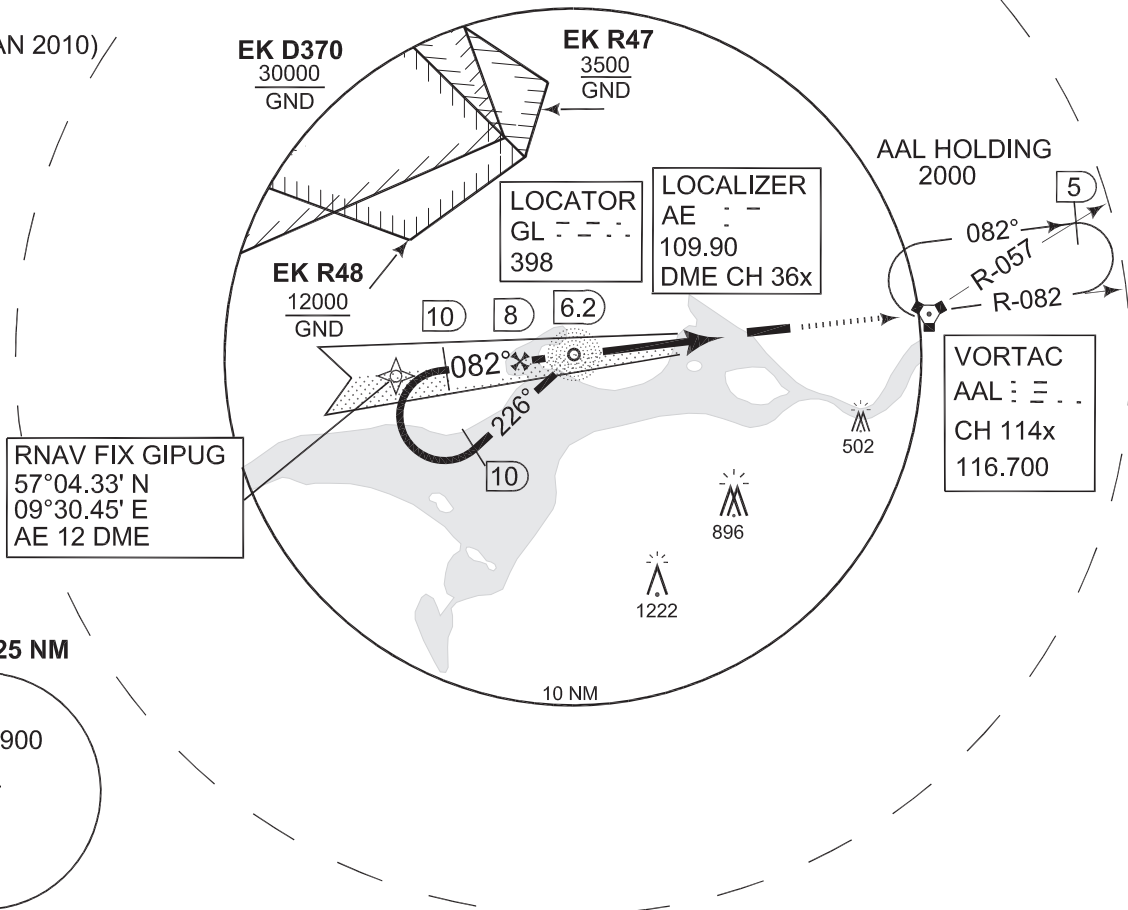 AN 2010)
EK D370
30000
GND
EK R47
3500
GND
AAL HOLDING
2000
5
082°
R-057
R-082
LOCATOR
GL
398
LOCALIZER
AE
109.90
DME CH 36x
EK R48
12000
GND
10
8
6.2
082°
226°
10
VORTAC
AAL
CH 114x
116.700
502
RNAV FIX GIPUG
57°04.33' N
09°30.45' E
AE 12 DME
896
1222
25 NM
10 NM
900